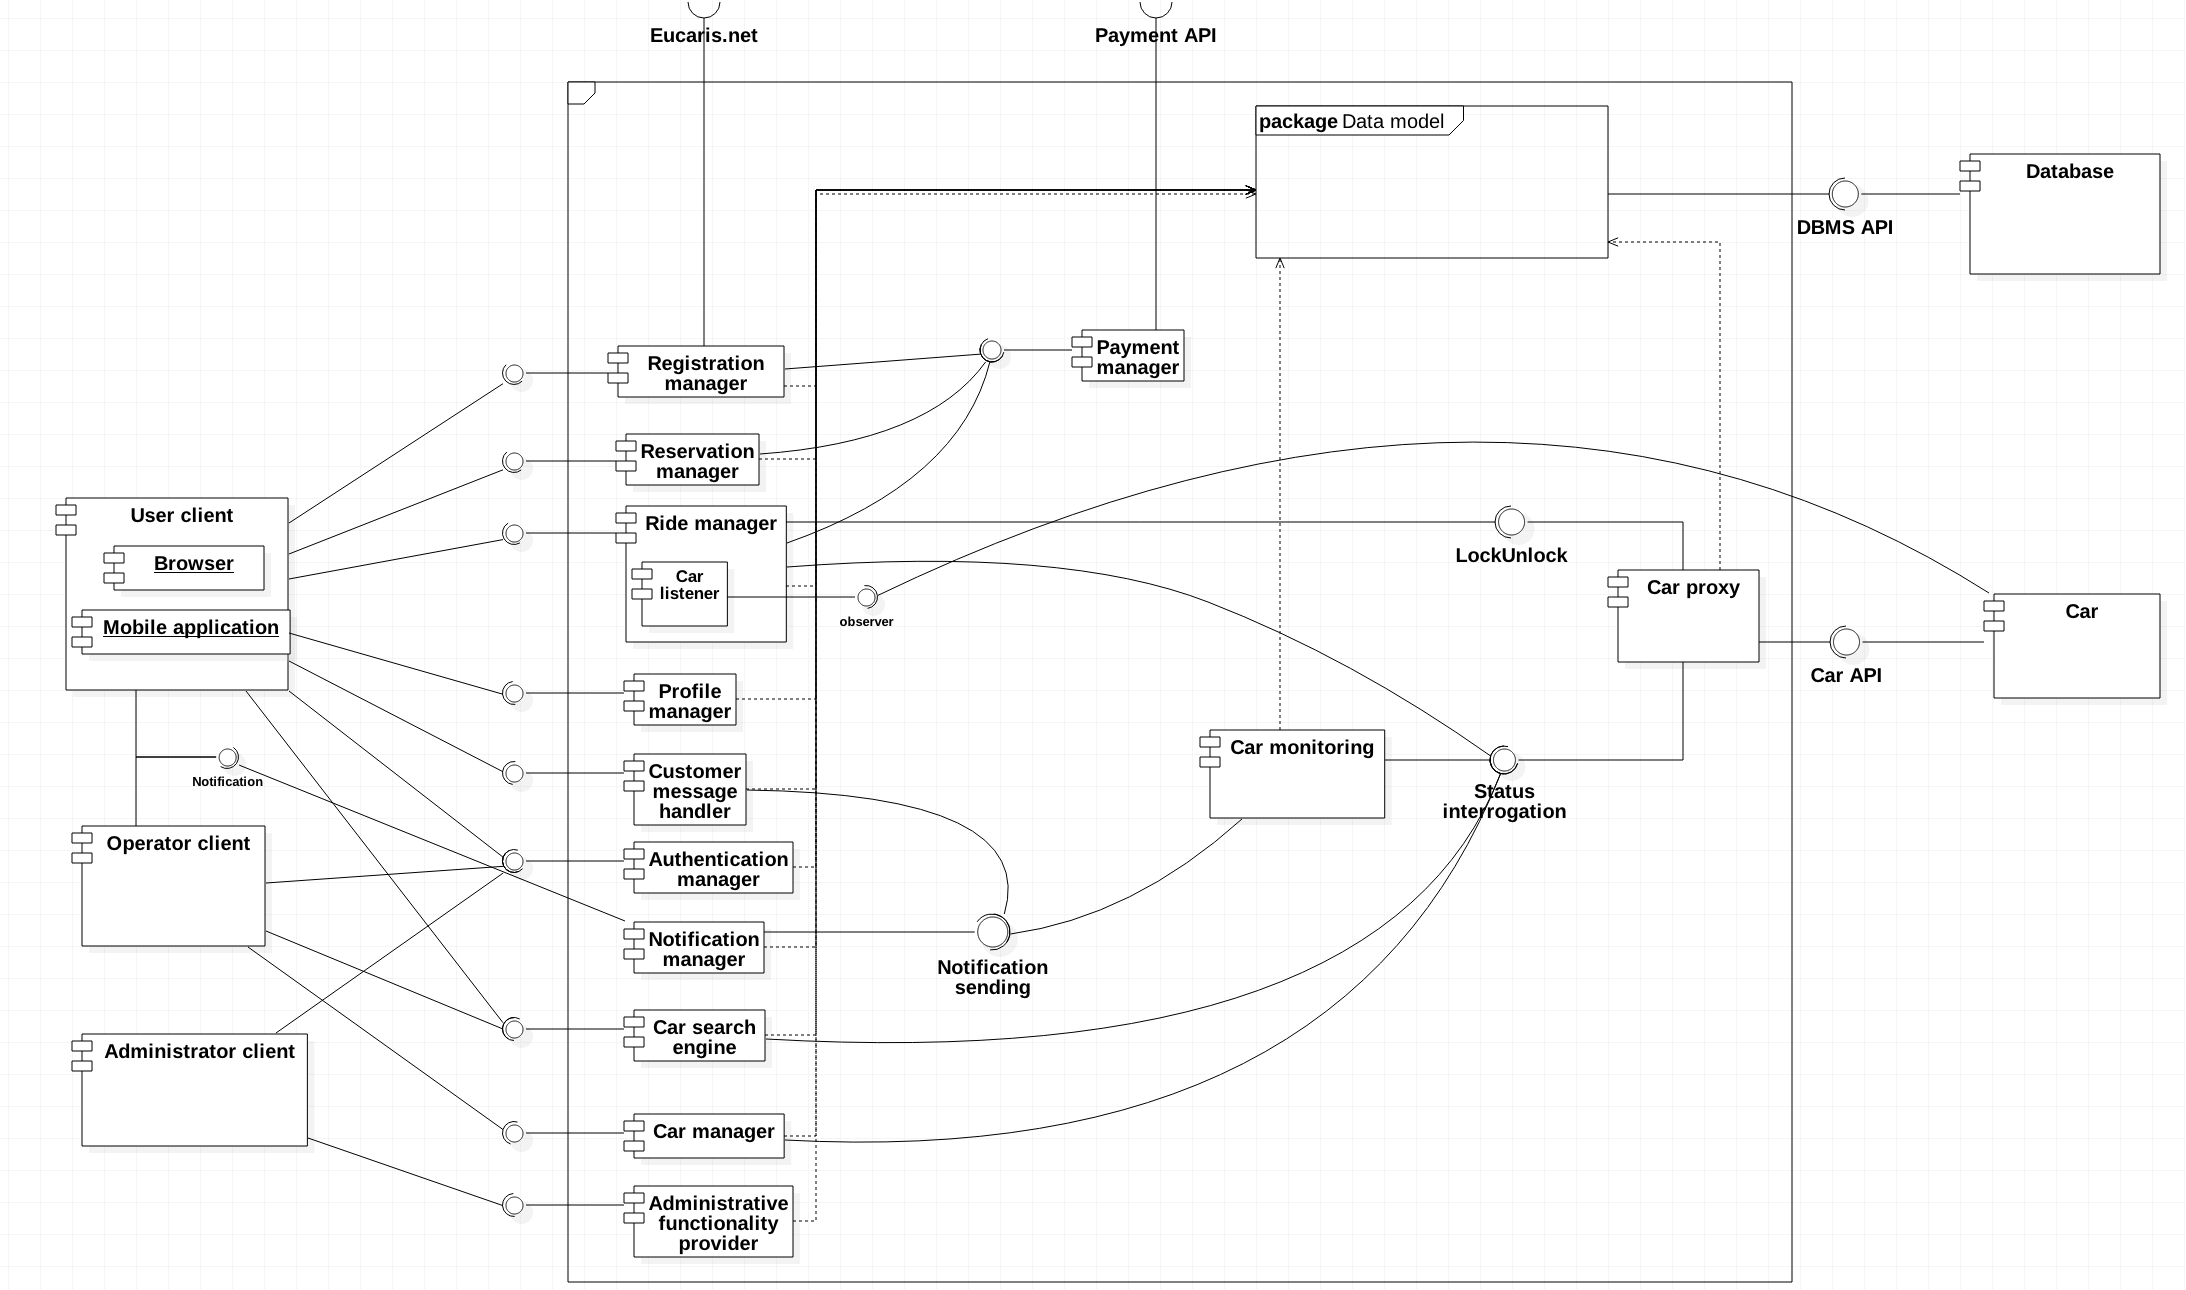 Eucaris.net
Payment API
package Data model
Database
DBMS API
Registration
manager
Payment
manager
Reservation
manager
User client
Browser
Mobile application
Ride manager
Car
listener
observer
LockUnlock
Car proxy
Car
Car API
Profile
manager
Notification
Customer
message
handler
Car monitoring
Status
interrogation
Operator client
Authentication
manager
Notification
manager
Notification
sending
Car search
engine
Administrator client
Car manager
Administrative
functionality
provider